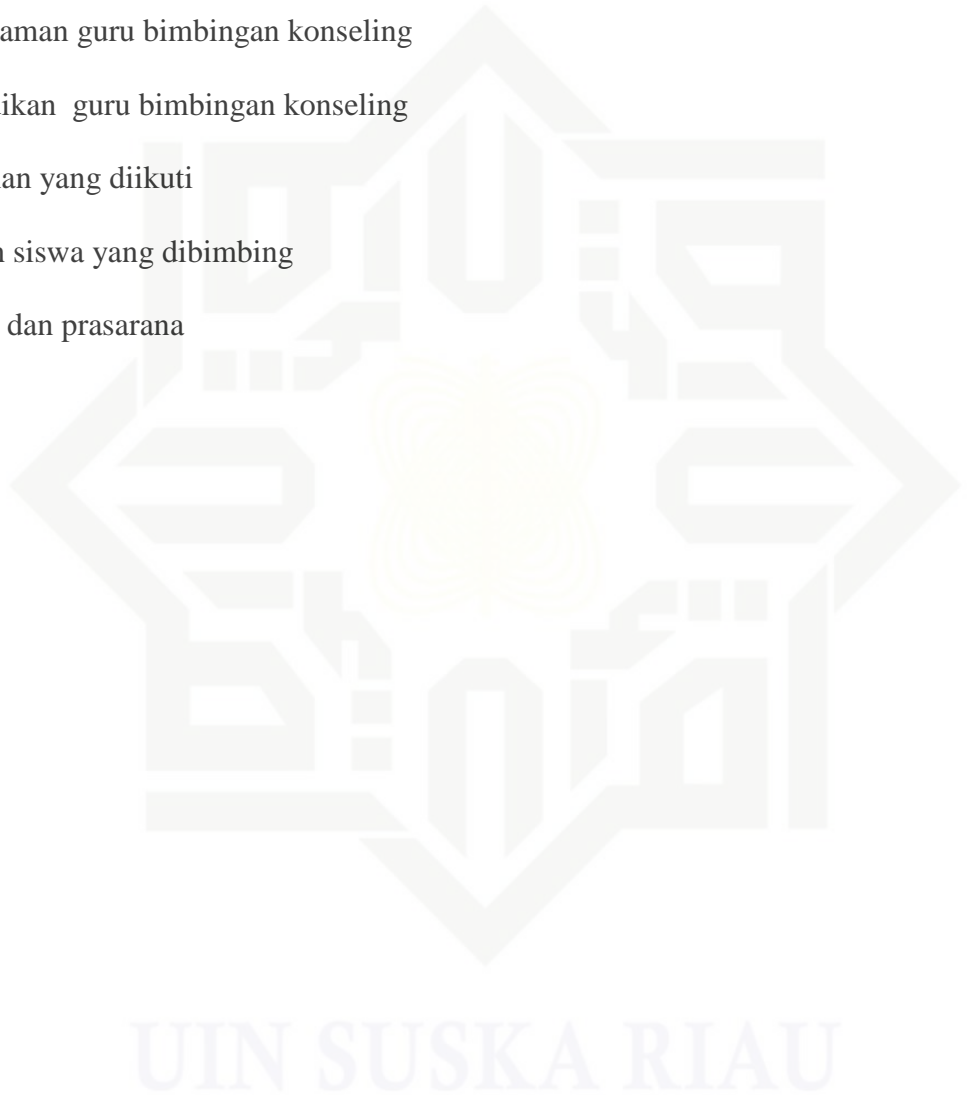 aman guru bimbingan konseling
ikan guru bimbingan konseling
an yang diikuti
n siswa yang dibimbing
dan prasarana
UIN SUSKA RIAU